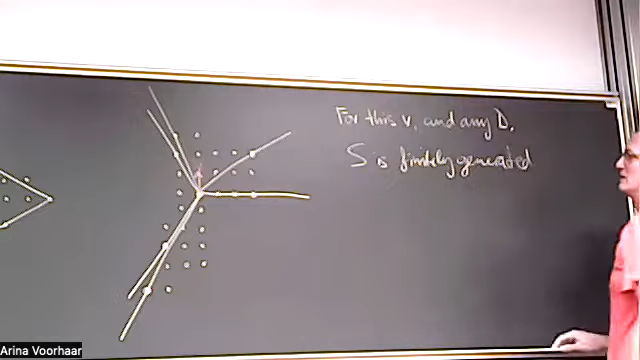 For this v, and any D,
S is finitely generated
Arina Voorhaar